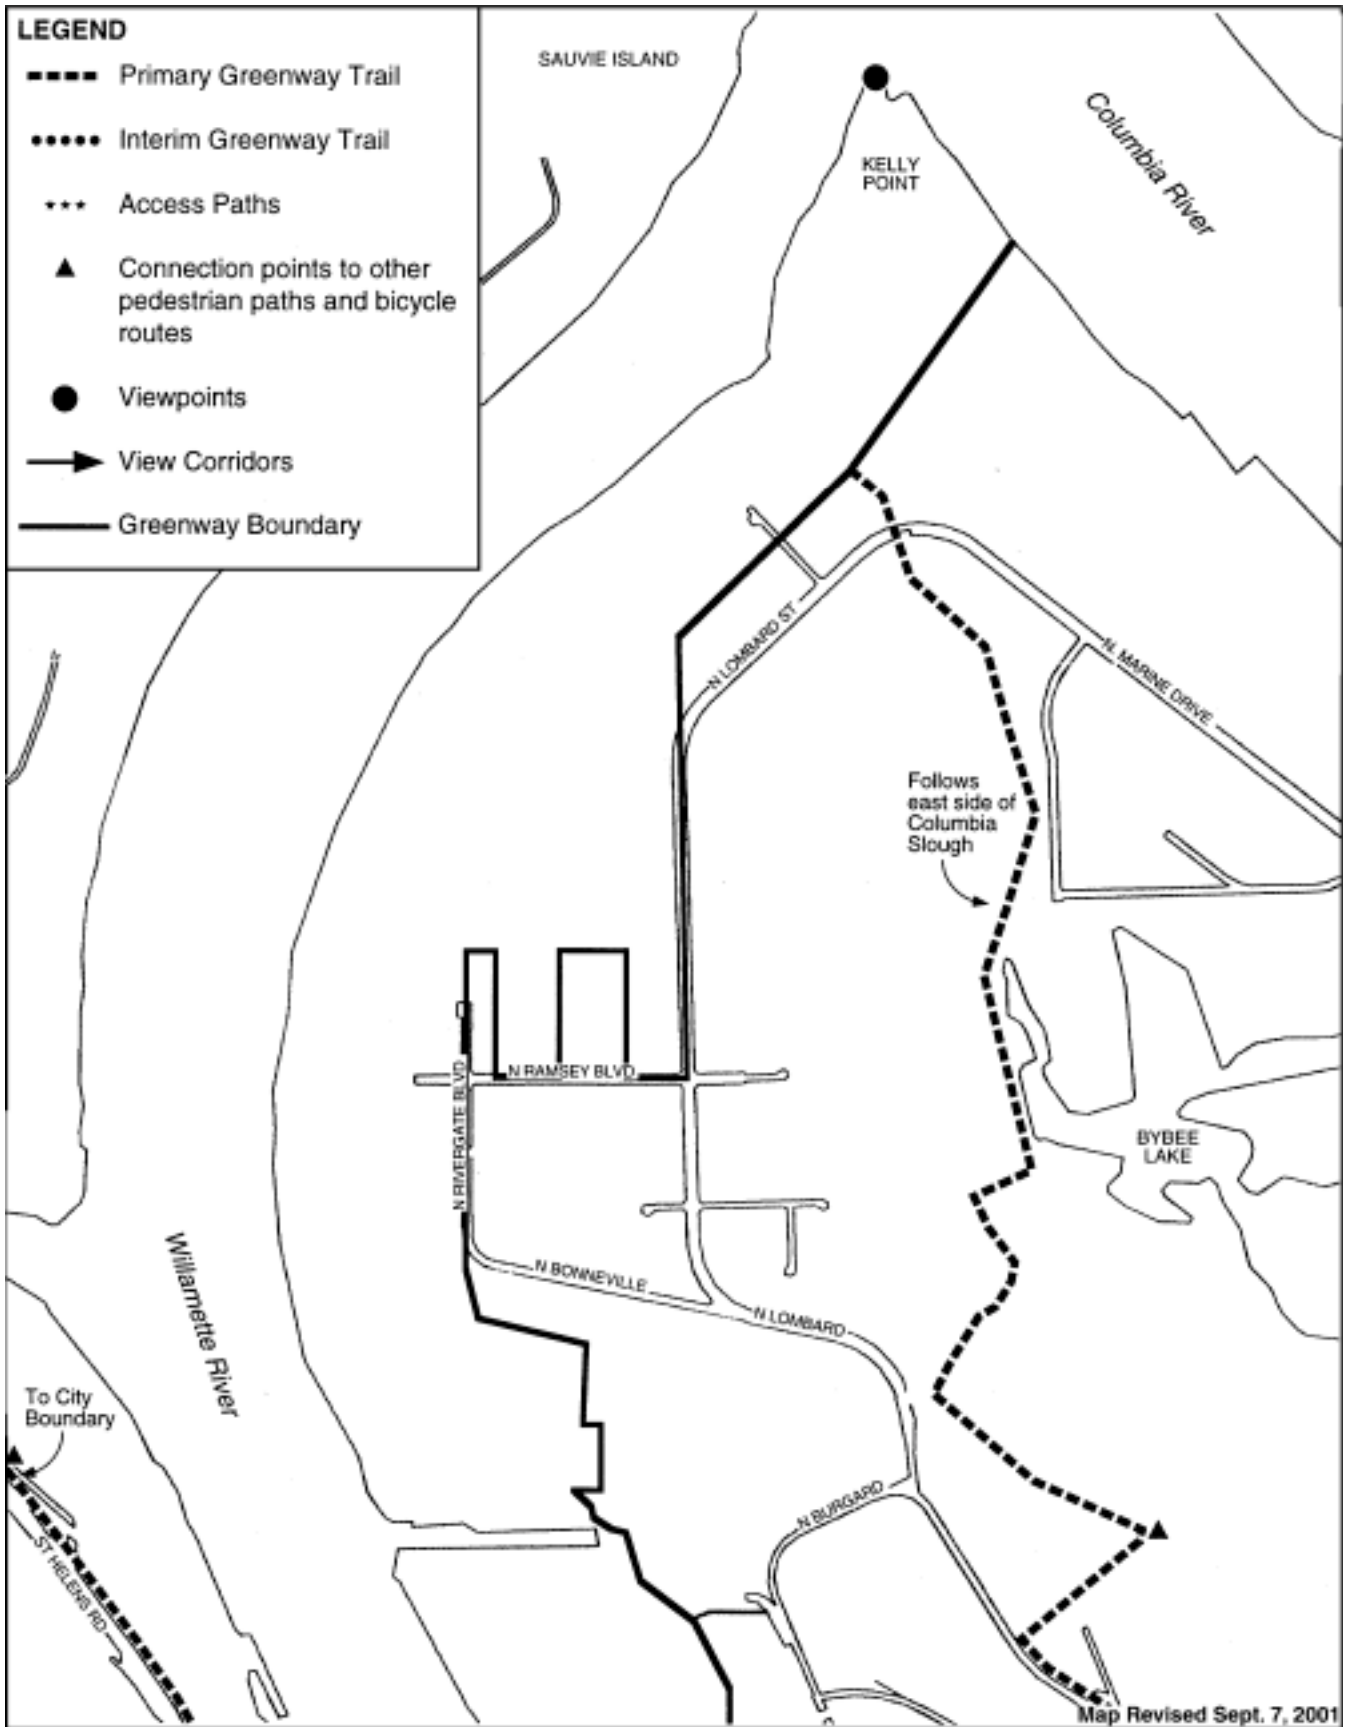 LEGEND
Primary Greenway Trail
Interim Greenway Trail
Access Paths
Connection points to other
pedestrian paths and bicycle
routes
Viewpoints
View Corridors
Greenway Boundary
SAUVIE ISLAND
Columbia River
KELLY
POINT
N LOMBARD ST
N. MARINE DRIVE
Follows
east side of
Columbia
Slough
N RAMSEY BLVD
N RIVERGATE BLVD
BYBEE
LAKE
N BONNEVILLE
N LOMBARD
Willamette River
To City
Boundary
N BURGARD
ST HELENS RD
Map Revised Sept. 7, 2001